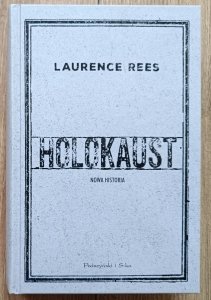 LAURENCE REES
HOLOKAUST
NOWA HISTORIA
Prószyński i S-ka